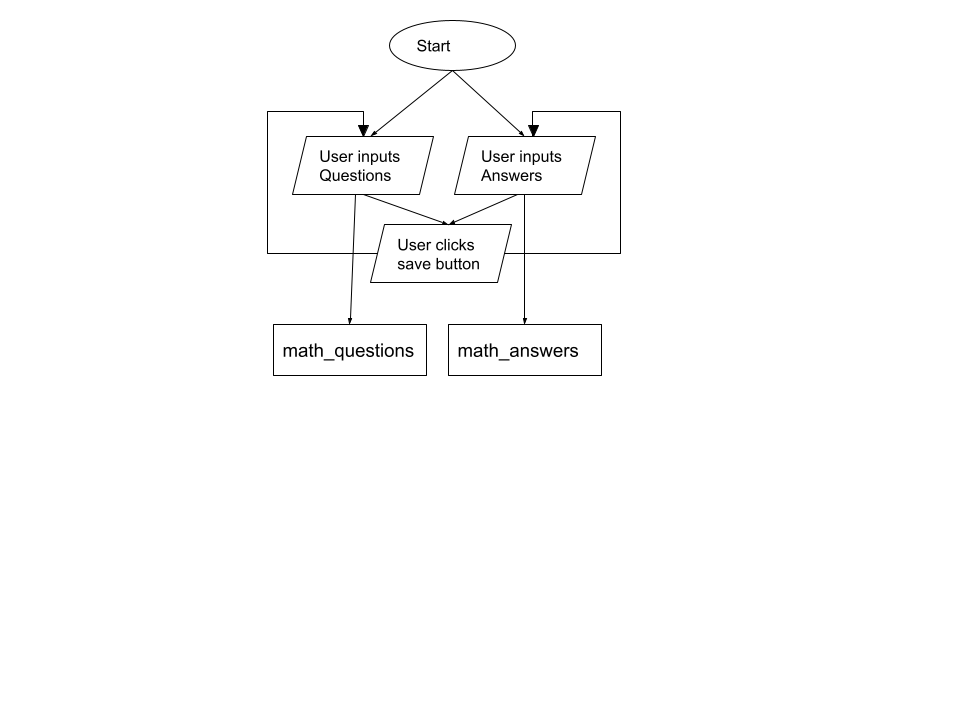 Start
User inputs
Questions
User inputs
Answers
User clicks
save button
math_questions
math_answers